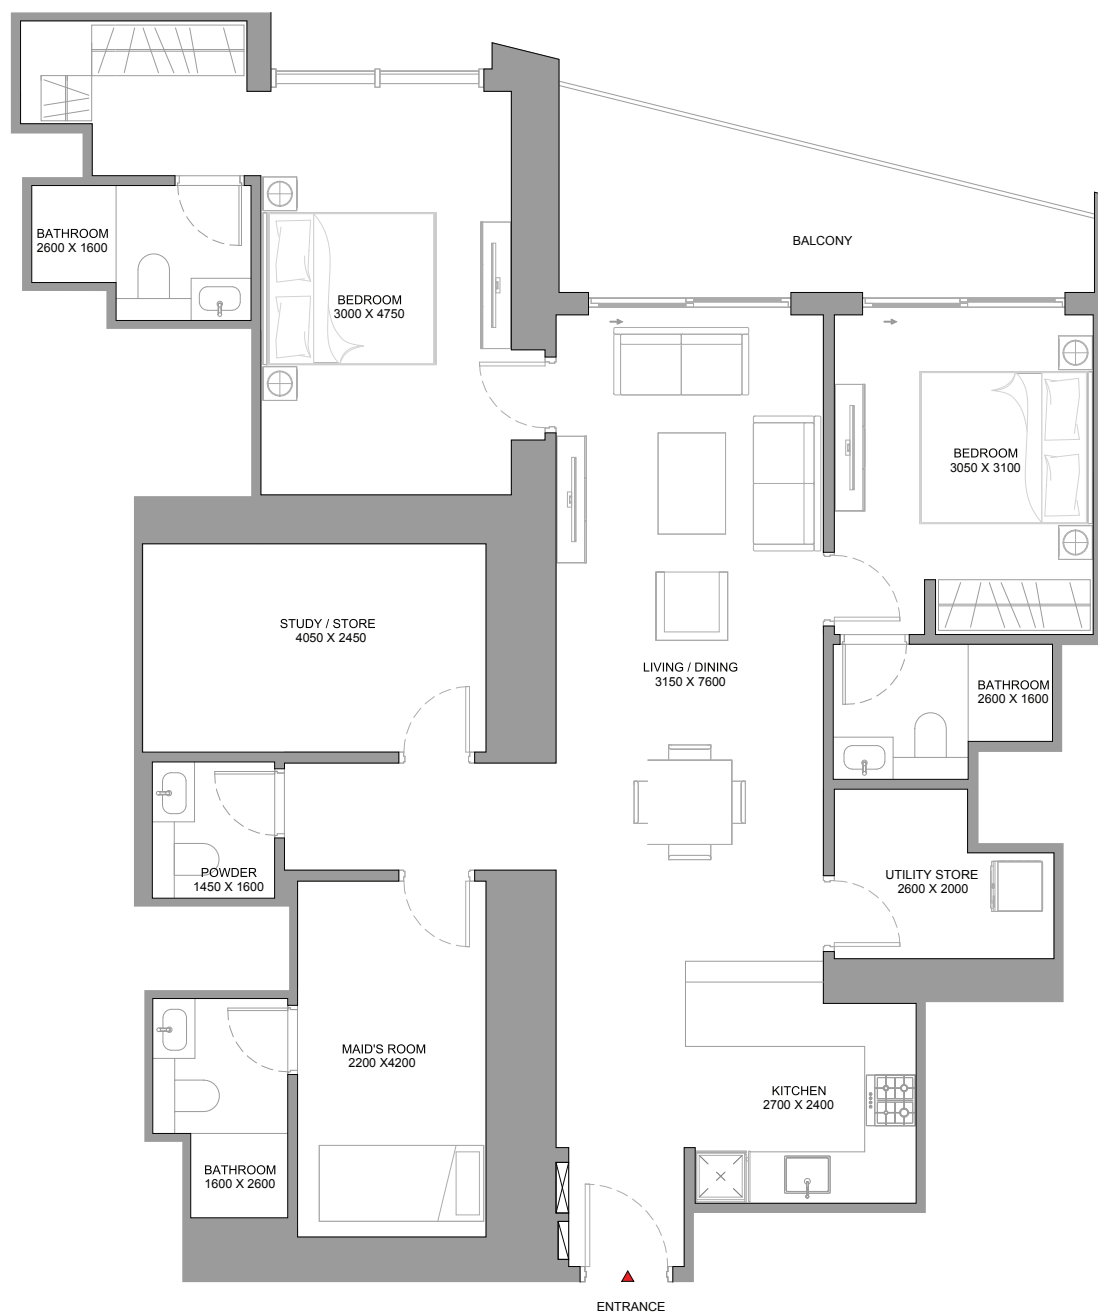 BALCONY
BATHROOM
2600 X 1600
BEDROOM
3000 X 4750
BEDROOM
3050 X 3100
STUDY / STORE
4050 X 2450
LIVING / DINING
3150 X 7600
BATHROOM
2600 X 1600
POWDER
1450 X 1600
UTILITY STORE
2600 X 2000
MAID'S ROOM
2200 X4200
KITCHEN
2700 X 2400
BATHROOM
1600 X 2600
ENTRANCE